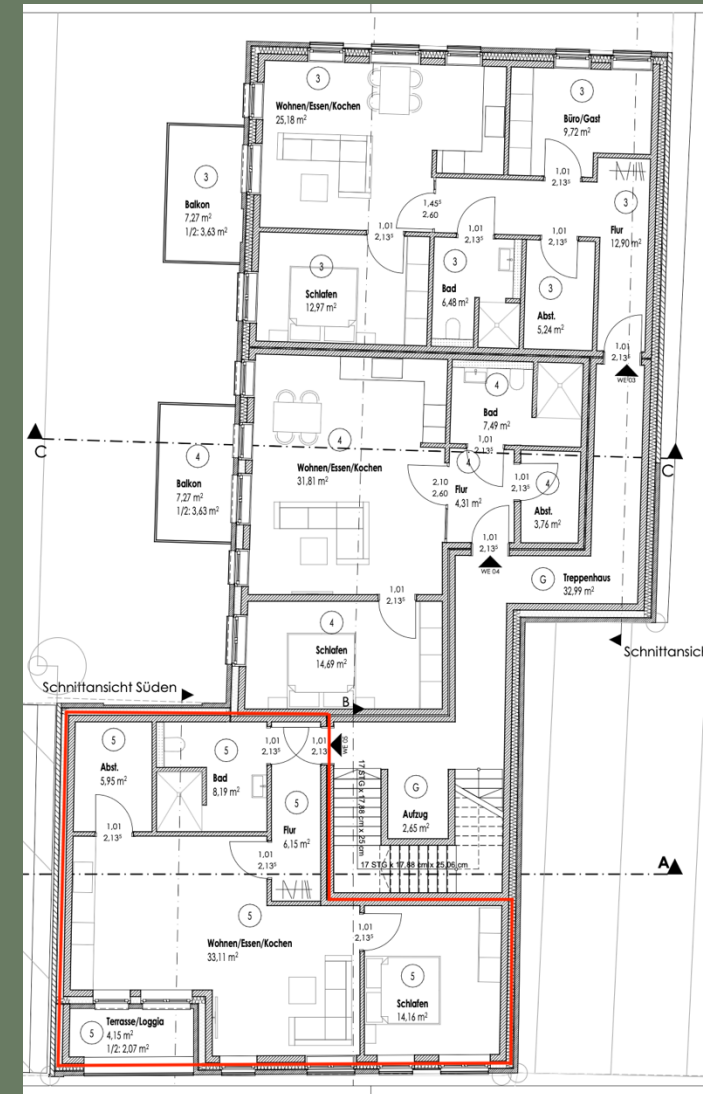 3
Wohnen/Essen/Kochen
25,18 m²
3
Büro/Gast
9,72 m²
3
Balkon
7,27 m²
1/2: 3,63 m²
1,01
2,13⁵
3
Flur
12,90 m²
1,45⁵
2.60
1,01
2,13⁵
1,01
2,13⁵
1,01
2,13⁵
3
Schlafen
12,97 m²
3
Bad
6,48 m²
3
Abst.
5,24 m²
1,01
2,13⁵
WE 03
4
Bad
7,49 m²
4
Wohnen/Essen/Kochen
31,81 m²
1,01
2,13⁵
C
C
4
Balkon
7,27 m²
1/2: 3,63 m²
2,10
2.60
4
Flur
4,31 m²
1,01
2,13⁵
4
Abst.
3,76 m²
1,01
2,13⁵
WE 04
G
Treppenhaus
32,99 m²
1,01
2,13⁵
4
Schlafen
14,69 m²
Schnittansich
Schnittansicht Süden
B
5
Abst.
5,95 m²
5
Bad
8,19 m²
1,01
2,13⁵
1,01
2,13
WE 05
17 STG x 17,88 cm x 25 cm
G
Aufzug
2,65 m²
5
Flur
6,15 m²
1,01
2,13⁵
1,01
2,13⁵
17 STG x 17,88 cm x 25,06 cm
A
5
Wohnen/Essen/Kochen
33,11 m²
1,01
2,13⁵
5
Schlafen
14,16 m²
5
Terrasse/Loggia
4,15 m²
1/2: 2,07 m²